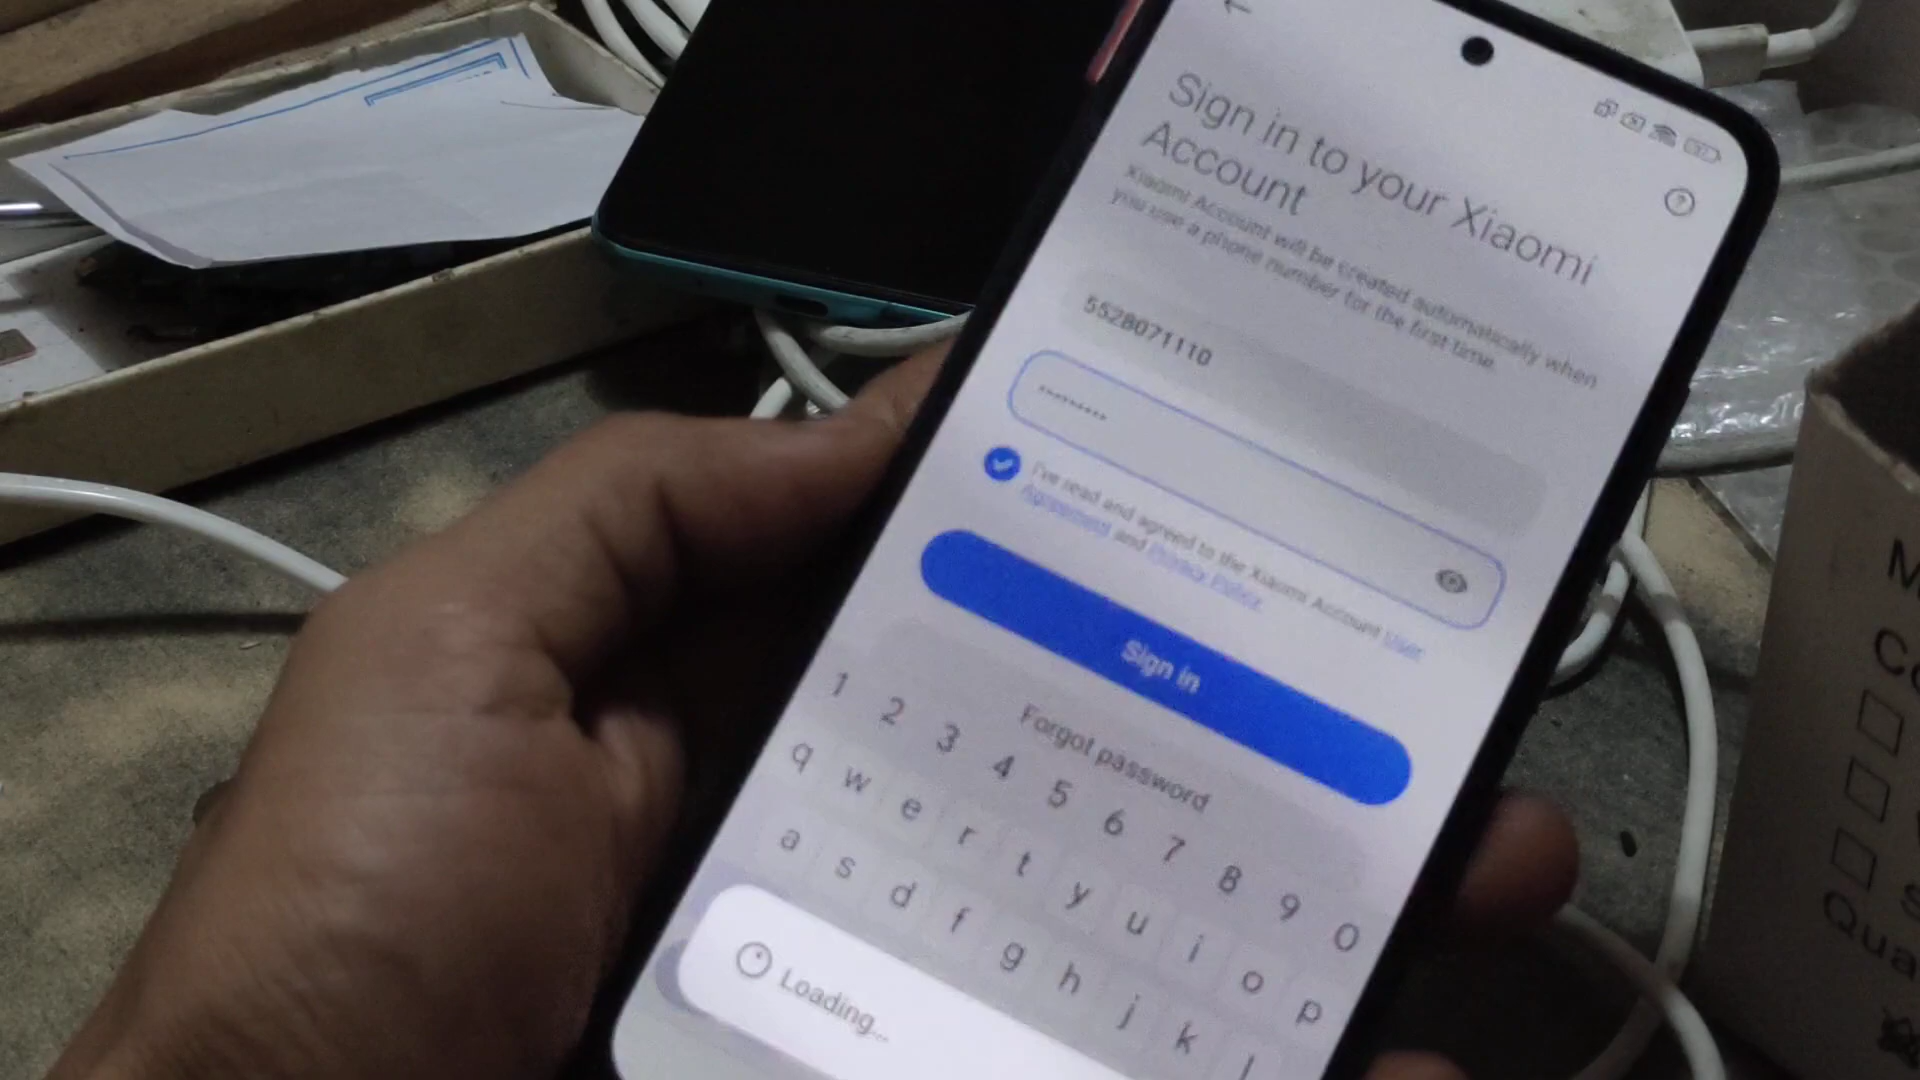 Sign in to your Xiaomi
Account
Xiaomi Account will be created automatically when
you use a phone number for the first time.
5528071110
I've read and agreed to the Xiaomi Account User
Agreement and Privacy Policy
Sign in
Forgot password
1 2 3 4 5 6 7 8 9 0
q w e r t y u i o p
a s d f g h j k l
Loading...
Qua